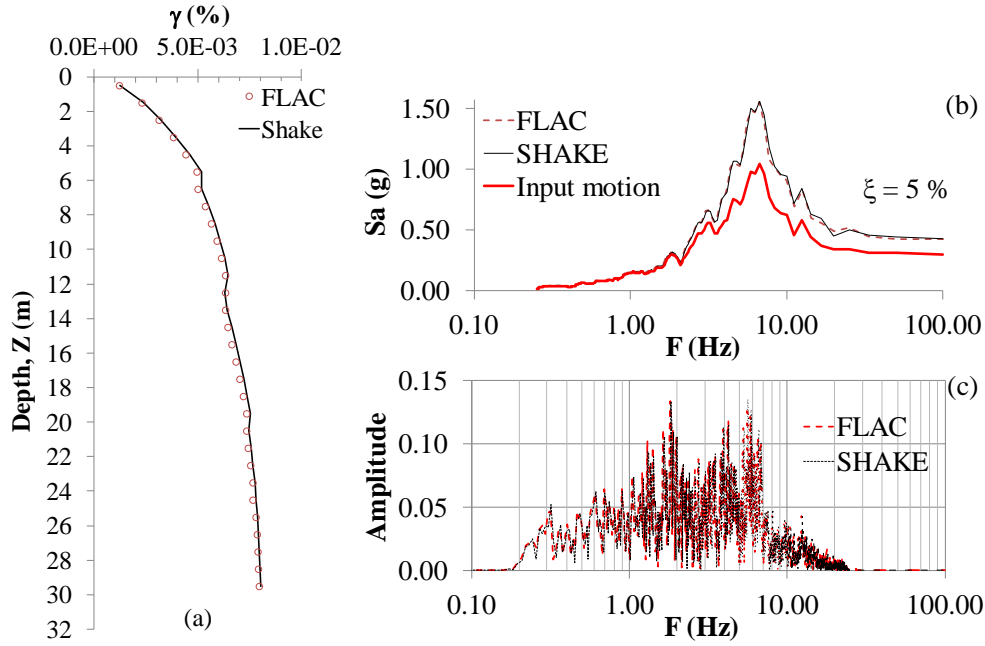 γ (%)
0.0E+00 5.0E-03 1.0E-02
0
2
4
6
8
10
12
14
16
18
20
22
24
26
28
30
32
Depth, Z (m)
FLAC
Shake
(a)
(b)
1.50
1.00
0.50
0.00
Sa (g)
FLAC
SHAKE
Input motion
ξ = 5 %
0.10 1.00 10.00 100.00
F (Hz)
(c)
0.15
0.10
0.05
0.00
Amplitude
FLAC
SHAKE
0.10 1.00 10.00 100.00
F (Hz)